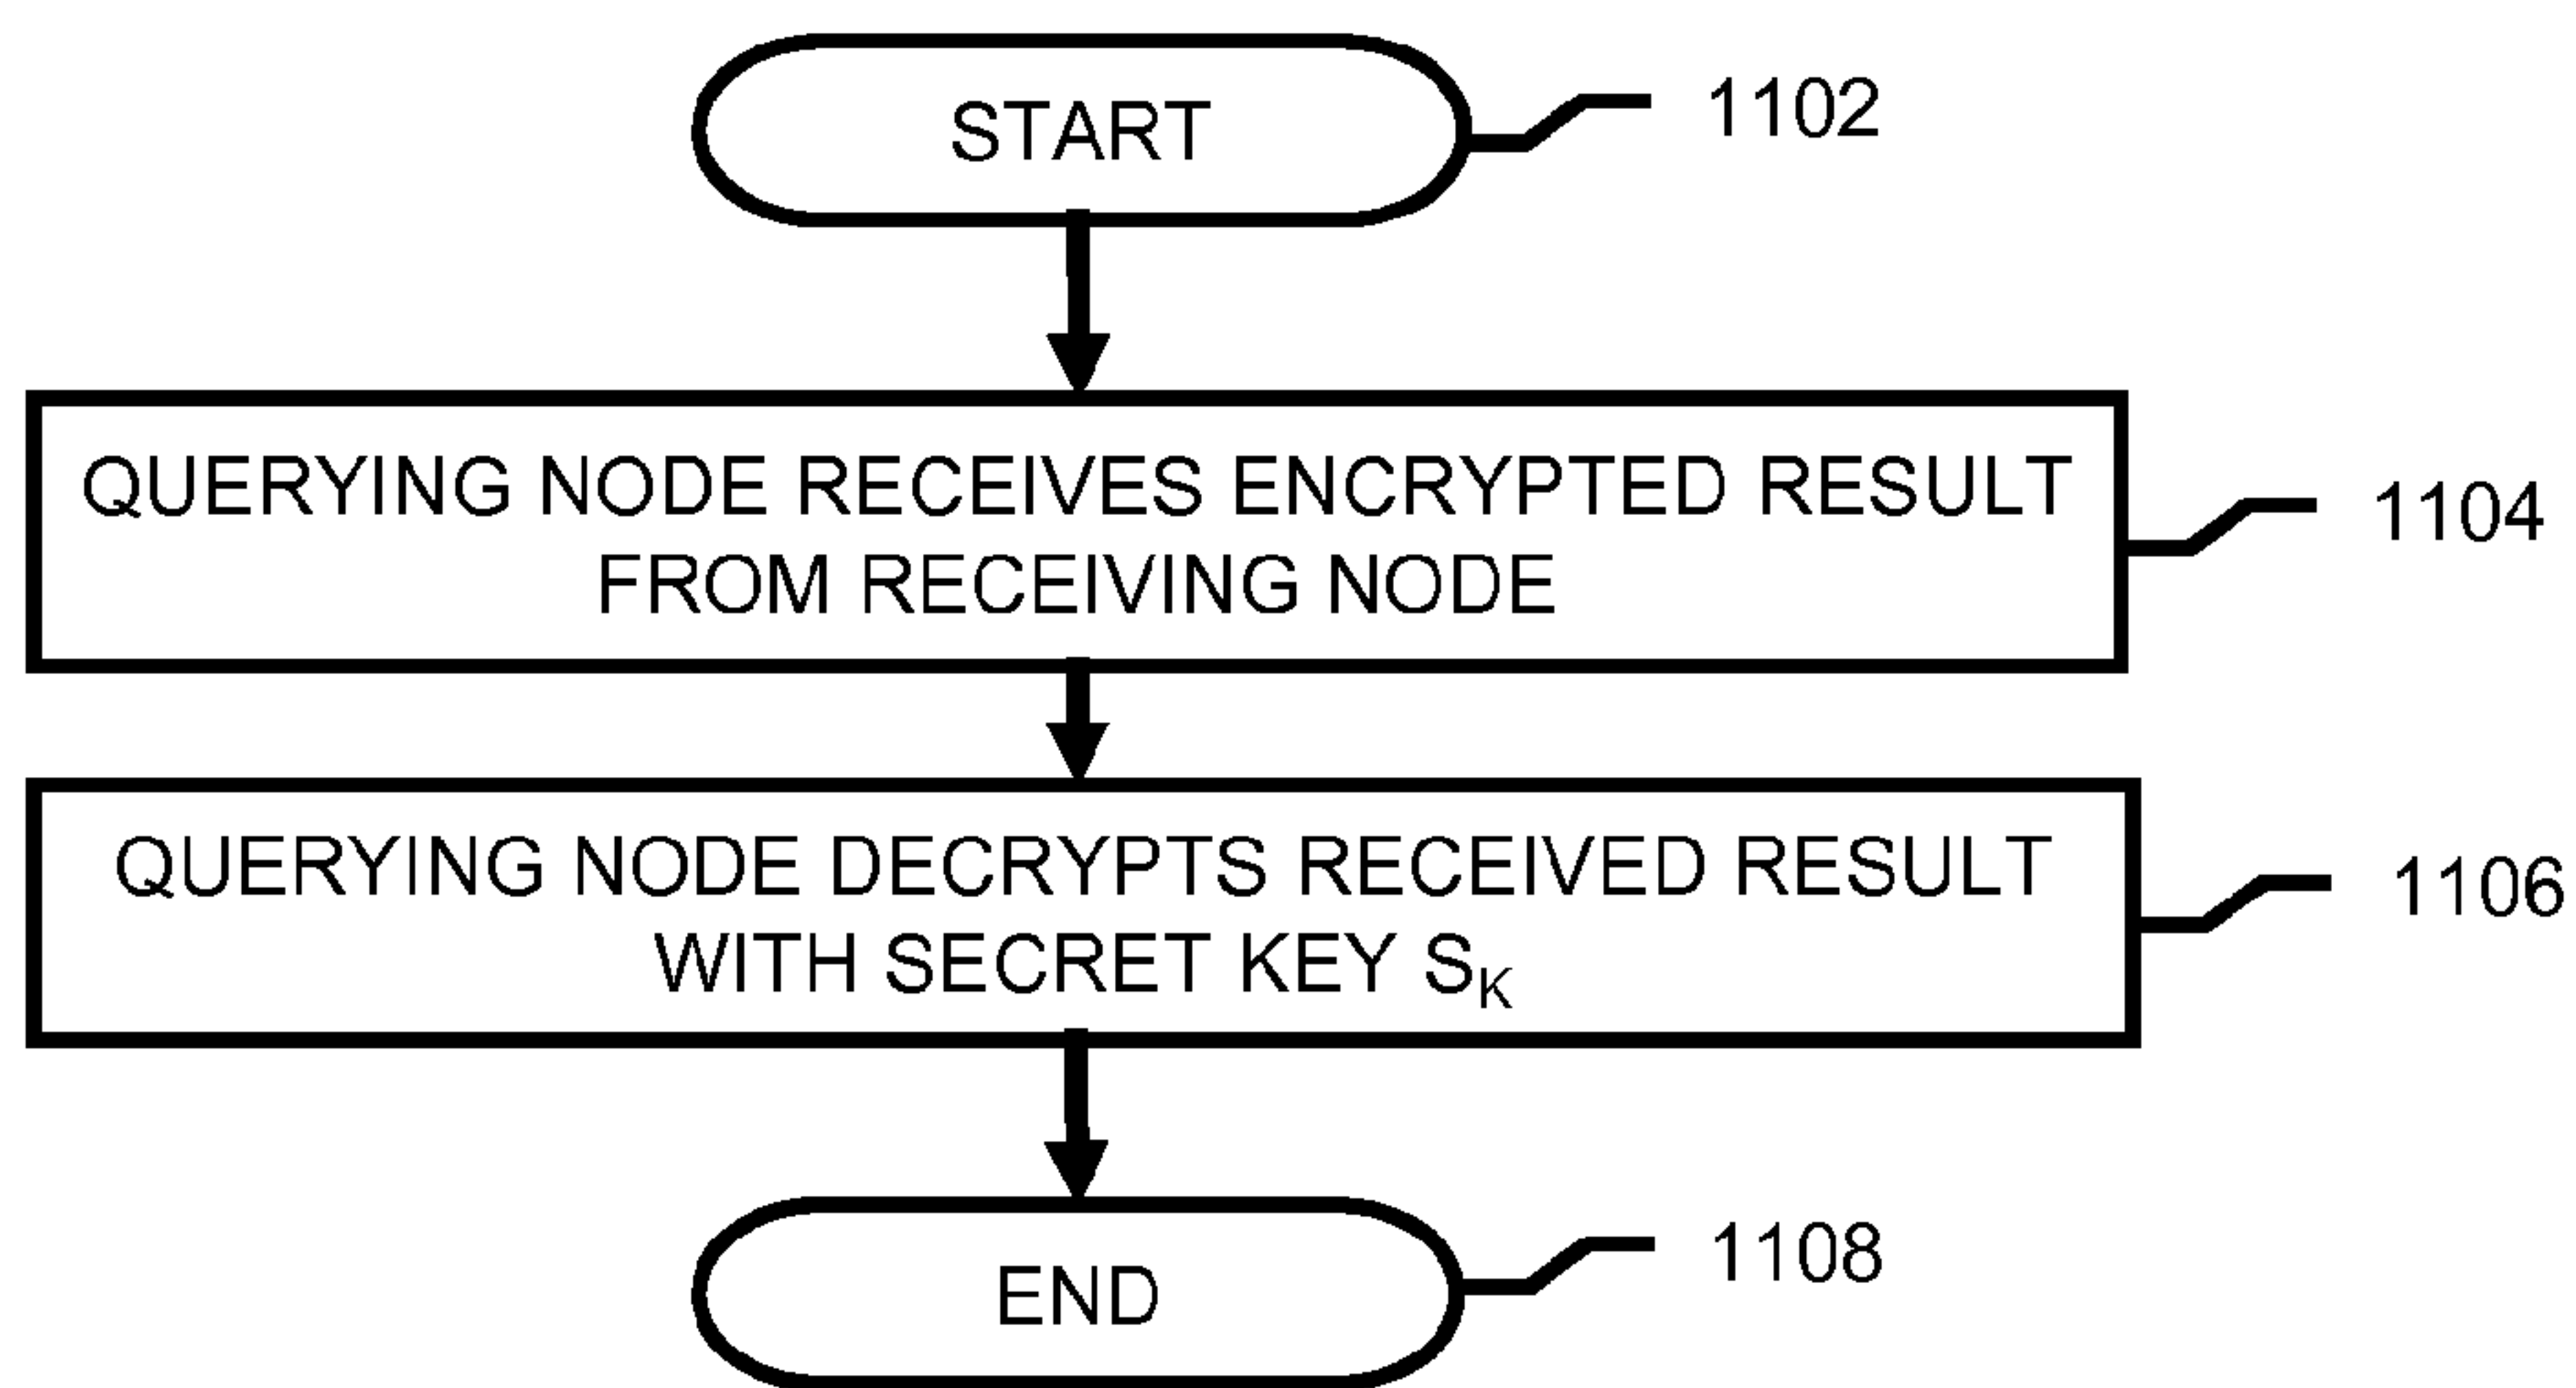 START
1102
QUERYING NODE RECEIVES ENCRYPTED RESULT
FROM RECEIVING NODE
1104
QUERYING NODE DECRYPTS RECEIVED RESULT
WITH SECRET KEY S_K
1106
END
1108